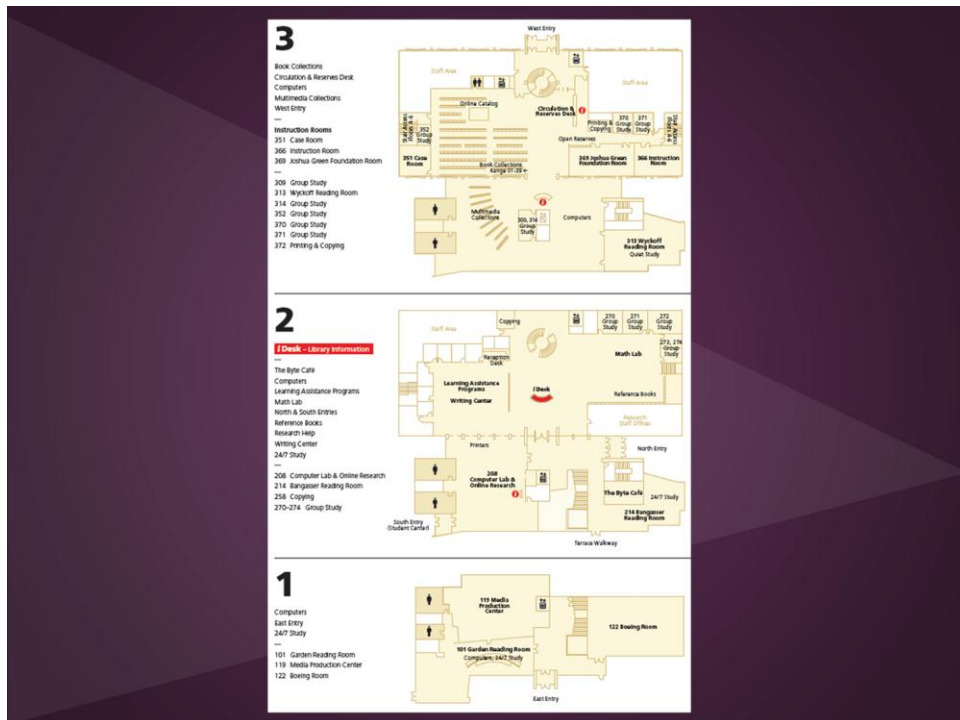 3
Book Collections
Circulation & Reserves Desk
Computers
Multimedia Collections
West Entry
—
Instruction Rooms
351 Case Room
366 Instruction Room
369 Joshua Green Foundation Room
—
309 Group Study
313 Wyckoff Reading Room
314 Group Study
352 Group Study
370 Group Study
371 Group Study
372 Printing & Copying
West Entry
Staff Area
Staff Area
Online Catalog
Circulation &
Reserves Desk
Printing &
Copying
370
Group
Study
371
Group
Study
352
Group
Study
Open Reserves
351 Case
Room
369 Joshua Green
Foundation Room
366 Instruction
Room
Book Collections
Multimedia
Collections
309, 314
Group
Study
Computers
313 Wyckoff
Reading Room
Quiet Study
2
i Desk – Library Information
—
The Byte Café
Computers
Learning Assistance Programs
Math Lab
North & South Entries
Reference Books
Research Help
Writing Center
24/7 Study
—
208 Computer Lab & Online Research
214 Bangasser Reading Room
258 Copying
270–274 Group Study
Staff Area
Copying
270
Group
Study
271
Group
Study
272
Group
Study
273, 274
Group
Study
Reception
Desk
Math Lab
Learning Assistance
Programs
Writing Center
i Desk
Reference Books
Research
Staff Offices
Printers
North Entry
208
Computer Lab &
Online Research
The Byte Café
24/7 Study
214 Bangasser
Reading Room
South Entry
(Student Center)
Terrace Walkway
1
Computers
East Entry
24/7 Study
—
101 Garden Reading Room
119 Media Production Center
122 Boeing Room
119 Media
Production
Center
122 Boeing Room
101 Garden Reading Room
Computers, 24/7 Study
East Entry